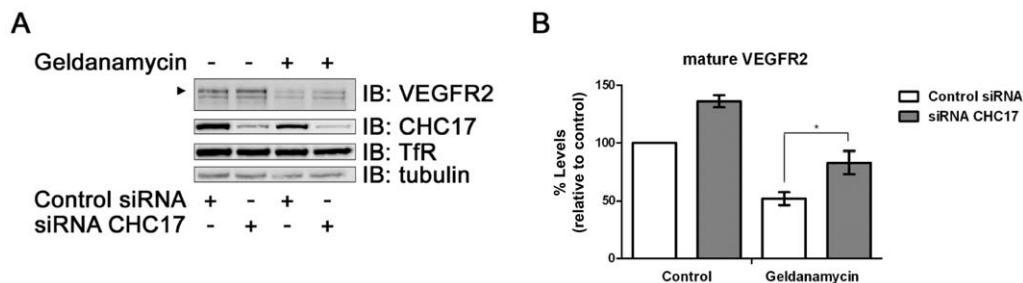 A
Geldanamycin - - + +
IB: VEGFR2
IB: CHC17
IB: TfR
IB: tubulin
Control siRNA + - + -
siRNA CHC17 - + - +
B
mature VEGFR2
% Levels
(relative to control)
150
100
50
0
*
Control
Geldanamycin
Control siRNA
siRNA CHC17